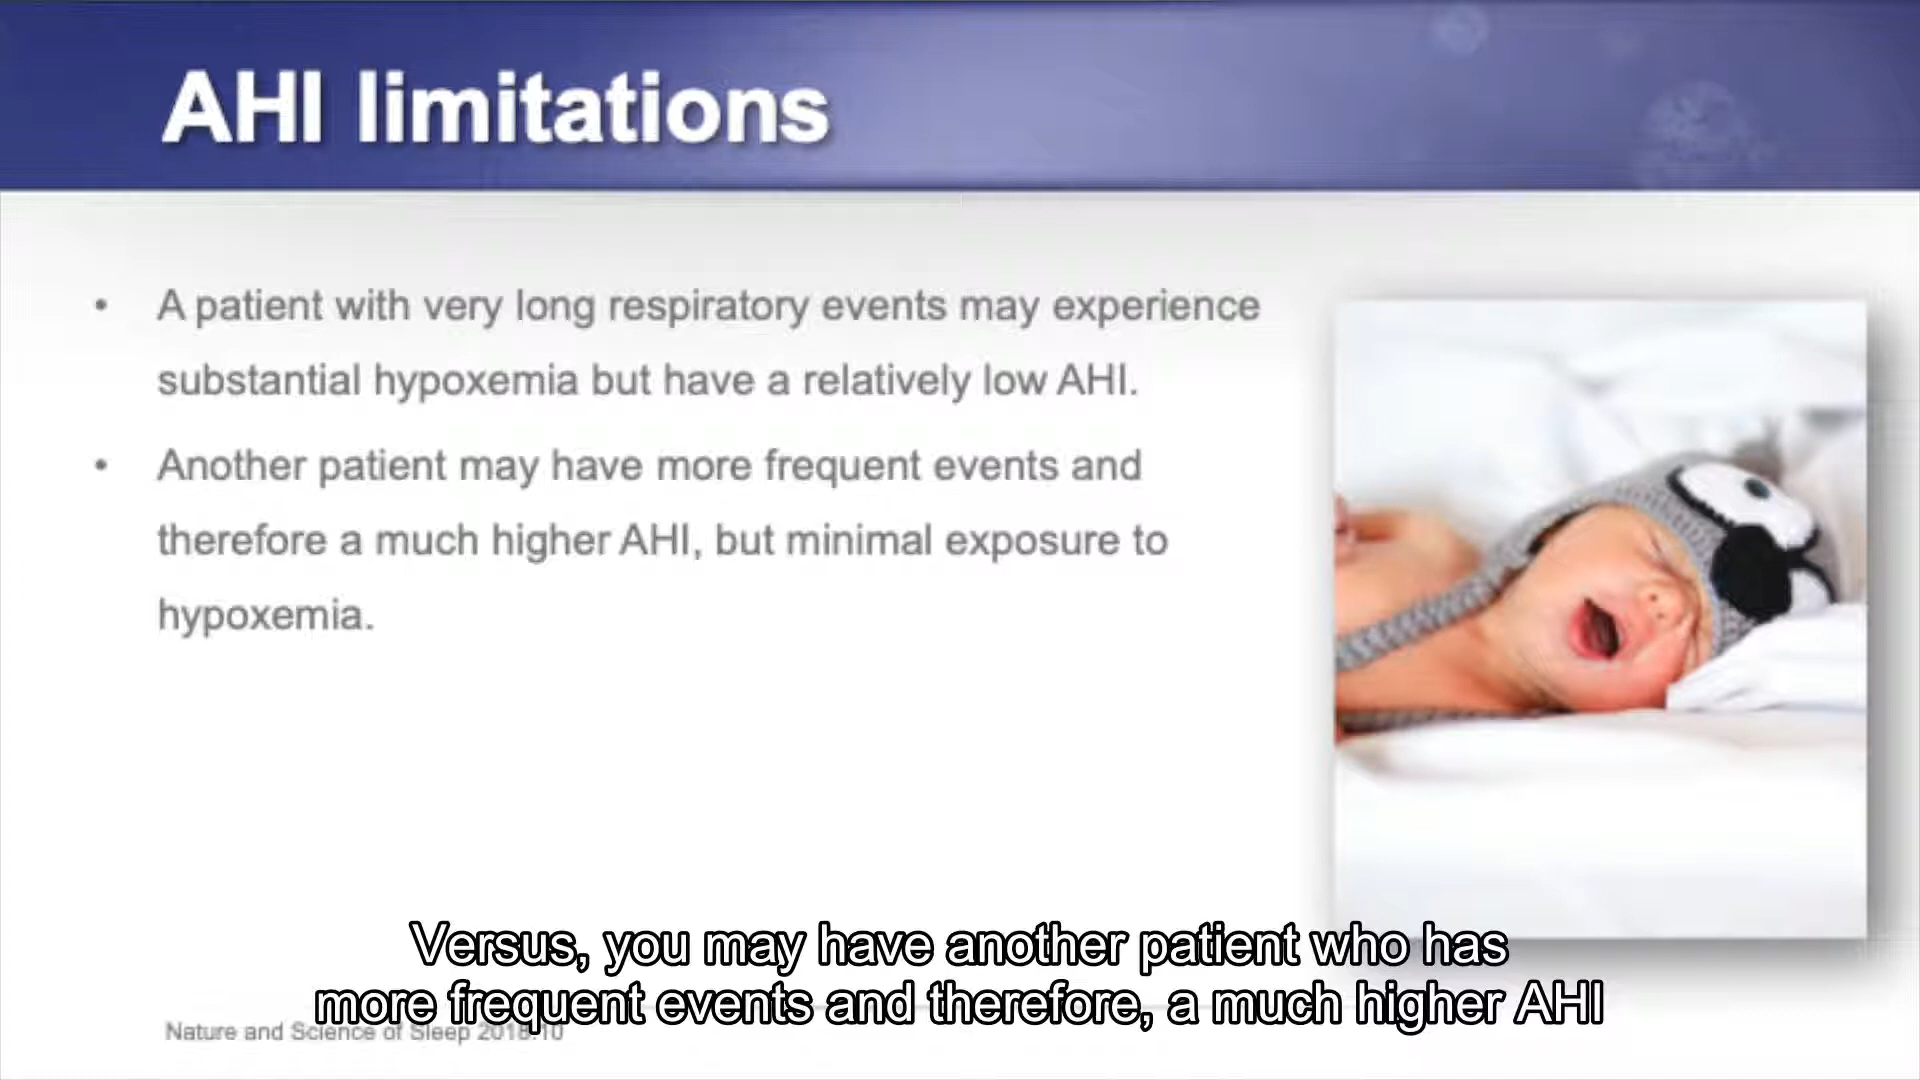 AHI limitations
• A patient with very long respiratory events may experience
substantial hypoxemia but have a relatively low AHI.
• Another patient may have more frequent events and
therefore a much higher AHI, but minimal exposure to
hypoxemia.
Versus, you may have another patient who has
more frequent events and therefore, a much higher AHI
Nature and Science of Sleep 2018:10